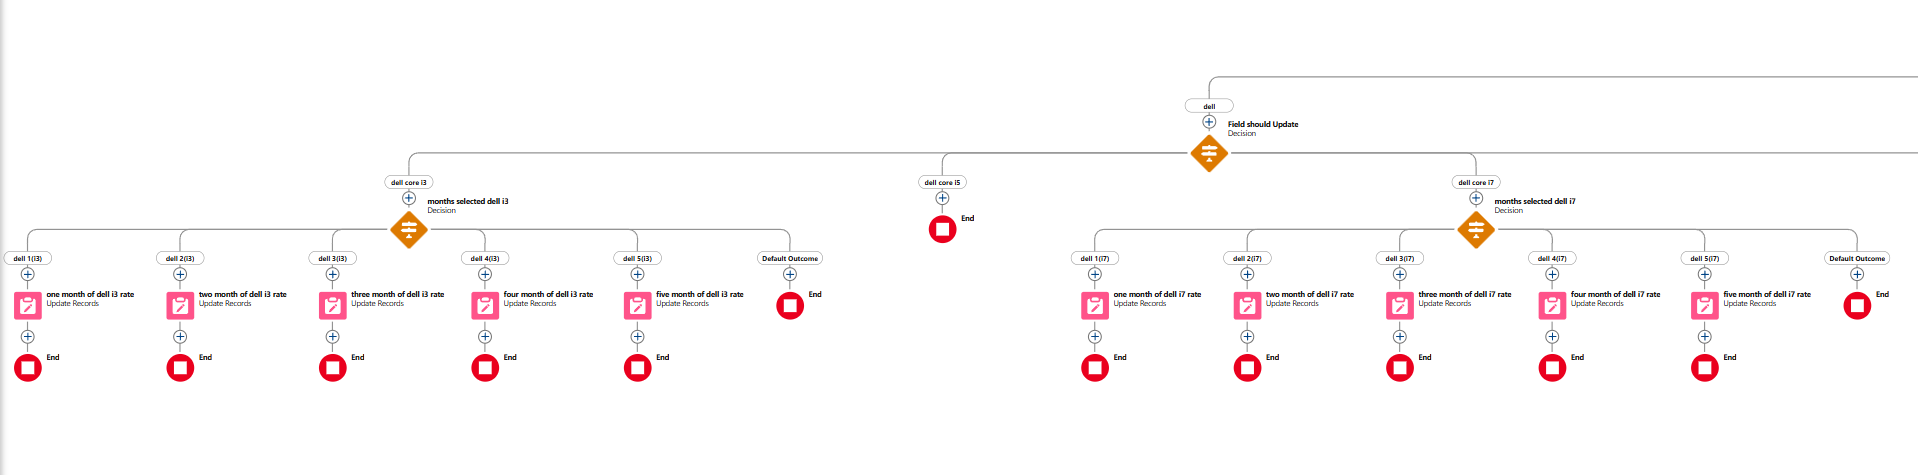 dell
Field should Update
Decision
dell core i3
dell core i5
dell core i7
months selected dell i3
Decision
End
months selected dell i7
Decision
dell 1(i3)
dell 2(i3)
dell 3(i3)
dell 4(i3)
dell 5(i3)
Default Outcome
dell 1(i7)
dell 2(i7)
dell 3(i7)
dell 4(i7)
dell 5(i7)
Default Outcome
one month of dell i3 rate
Update Records
two month of dell i3 rate
Update Records
three month of dell i3 rate
Update Records
four month of dell i3 rate
Update Records
five month of dell i3 rate
Update Records
End
one month of dell i7 rate
Update Records
two month of dell i7 rate
Update Records
three month of dell i7 rate
Update Records
four month of dell i7 rate
Update Records
five month of dell i7 rate
Update Records
End
End
End
End
End
End
End
End
End
End
End